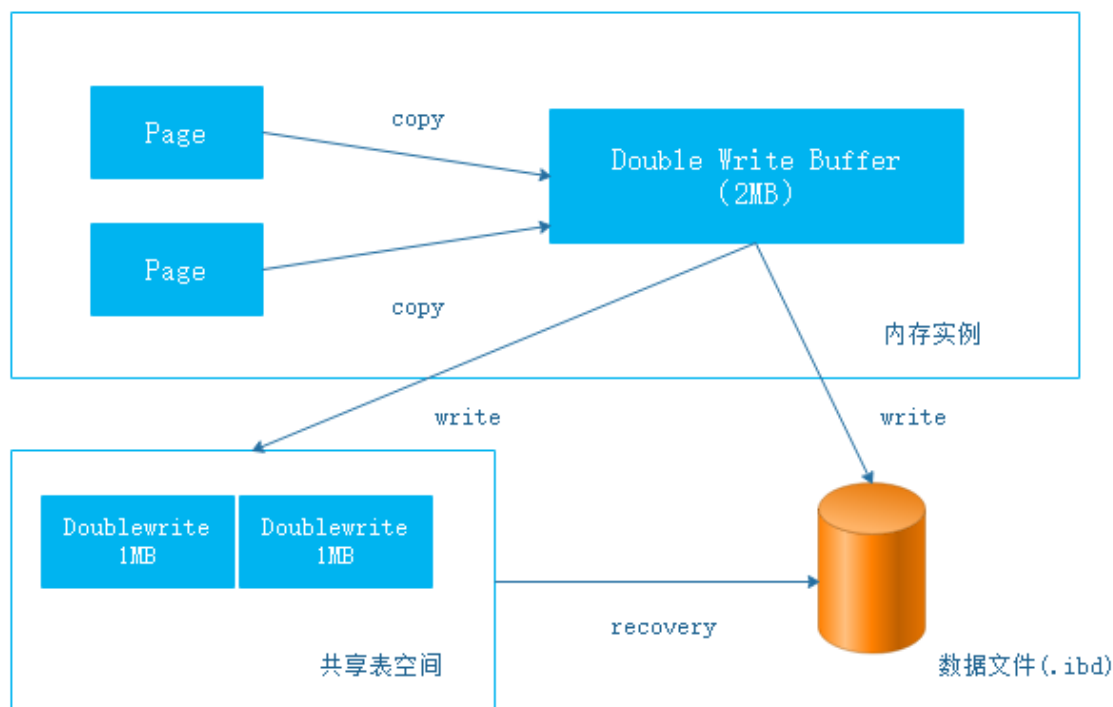 Page
copy
Double Write Buffer
(2MB)
Page
copy
内存实例
write
write
Doublewrite
1MB
Doublewrite
1MB
recovery
共享表空间
数据文件(.ibd)